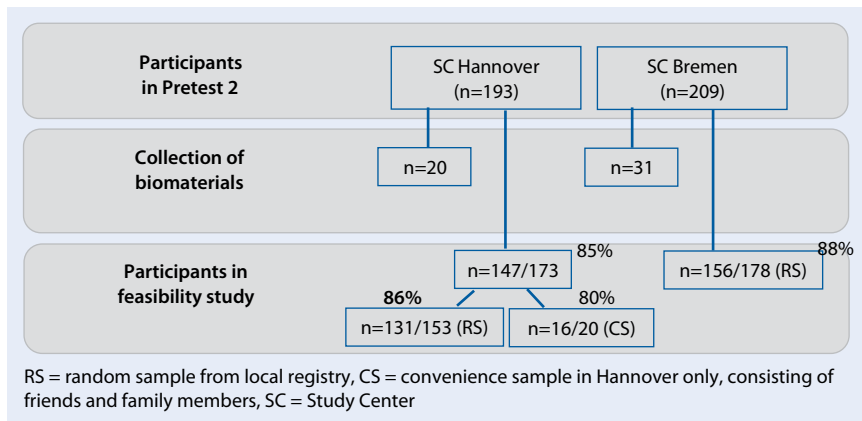 Participants
in Pretest 2
SC Hannover
(n=193)
SC Bremen
(n=209)
Collection of
biomaterials
n=20
n=31
Participants in
feasibility study
n=147/173
85%
n=156/178 (RS)
88%
86%
80%
n=131/153 (RS)
n=16/20 (CS)
RS = random sample from local registry, CS = convenience sample in Hannover only, consisting of
friends and family members, SC = Study Center